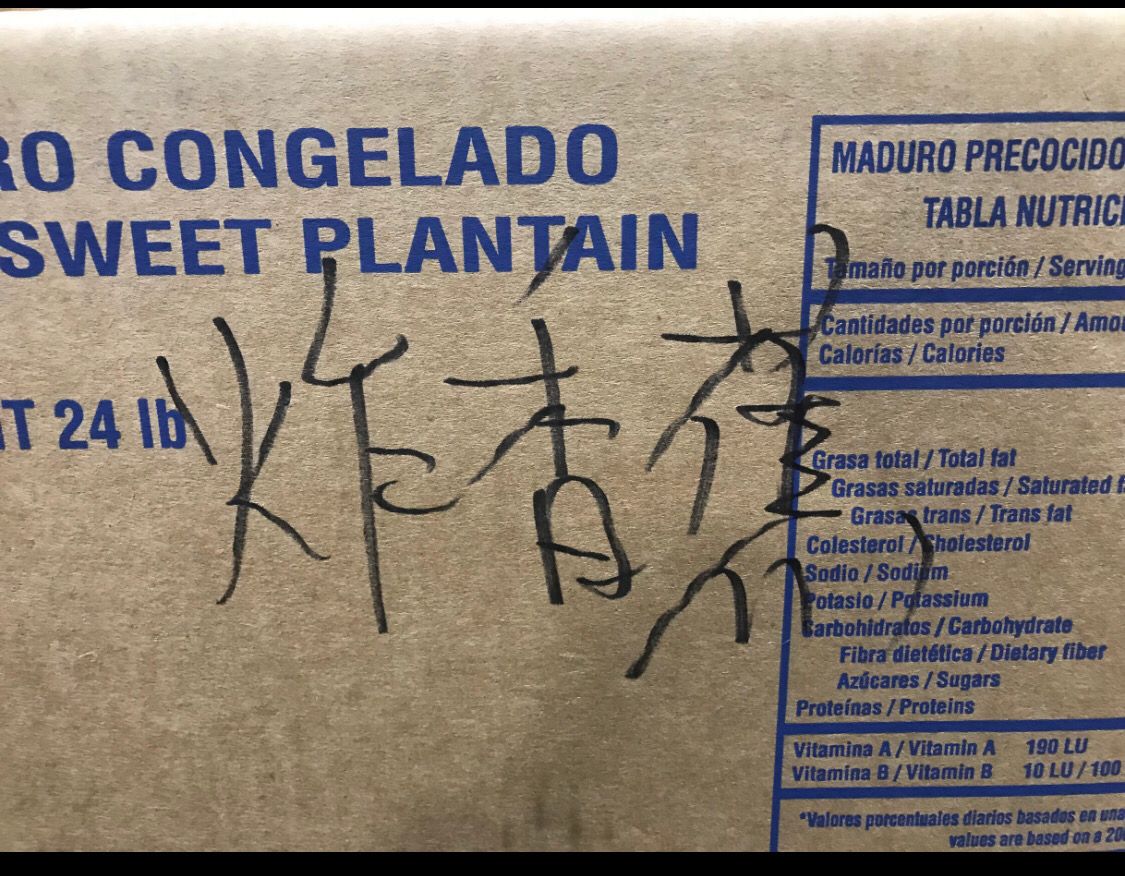 RO CONGELADO
SWEET PLANTAIN
T 24 lb
炸香蕉
MADURO PRECOCIDO
TABLA NUTRICI
Tamaño por porción / Serving
Cantidades por porción / Amou
Calorías / Calories
Grasa total / Total fat
Grasas saturadas / Saturated f
Grasas trans / Trans fat
Colesterol / Cholesterol
Sodio / Sodium
Potasio / Potassium
Carbohidratos / Carbohydrate
Fibra dietética / Dietary fiber
Azúcares / Sugars
Proteínas / Proteins
Vitamina A / Vitamin A 190 LU
Vitamina B / Vitamin B 10 LU / 100
*Valores porcentuales diarios basados en una
values are based on a 20